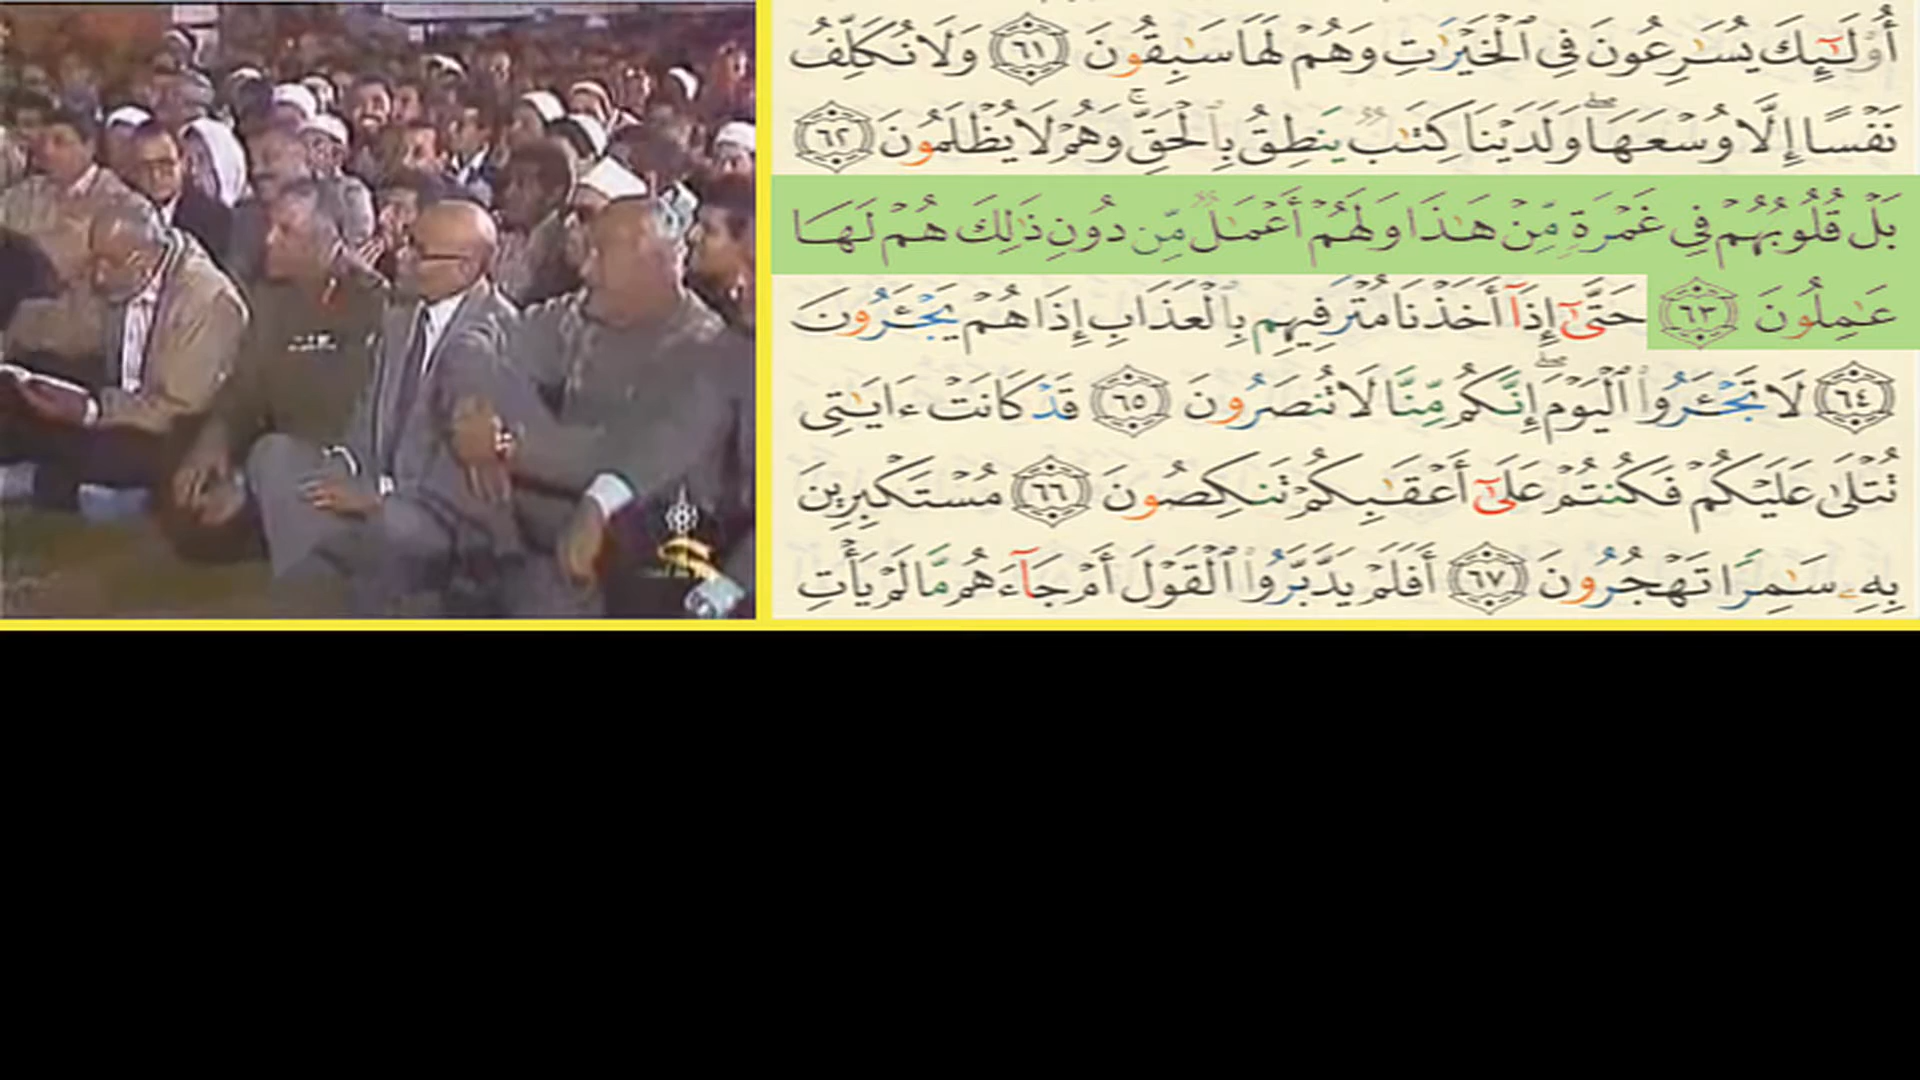 أُو۟لَـٰٓئِكَ يُسَـٰرِعُونَ فِى ٱلْخَيْرَٰتِ وَهُمْ لَهَا سَـٰبِقُونَ ٦١ وَلَا نُكَلِّفُ
نَفْسًا إِلَّا وُسْعَهَا ۖ وَلَدَيْنَا كِتَـٰبٌ يَنطِقُ بِٱلْحَقِّ ۚ وَهُمْ لَا يُظْلَمُونَ ٦٢
بَلْ قُلُوبُهُمْ فِى غَمْرَةٍ مِّنْ هَـٰذَا وَلَهُمْ أَعْمَـٰلٌ مِّن دُونِ ذَٰلِكَ هُمْ لَهَا
عَـٰمِلُونَ ٦٣ حَتَّىٰٓ إِذَآ أَخَذْنَا مُتْرَفِيهِم بِٱلْعَذَابِ إِذَا هُمْ يَجْـَٔرُونَ
٦٤ لَا تَجْـَٔرُوا۟ ٱلْيَوْمَ ۖ إِنَّكُم مِّنَّا لَا تُنصَرُونَ ٦٥ قَدْ كَانَتْ ءَايَـٰتِى
تُتْلَىٰ عَلَيْكُمْ فَكُنتُمْ عَلَىٰٓ أَعْقَـٰبِكُمْ تَنكِصُونَ ٦٦ مُسْتَكْبِرِينَ
بِهِۦ سَـٰمِرًا تَهْجُرُونَ ٦٧ أَفَلَمْ يَدَّبَّرُوا۟ ٱلْقَوْلَ أَمْ جَآءَهُم مَّا لَمْ يَأْتِ